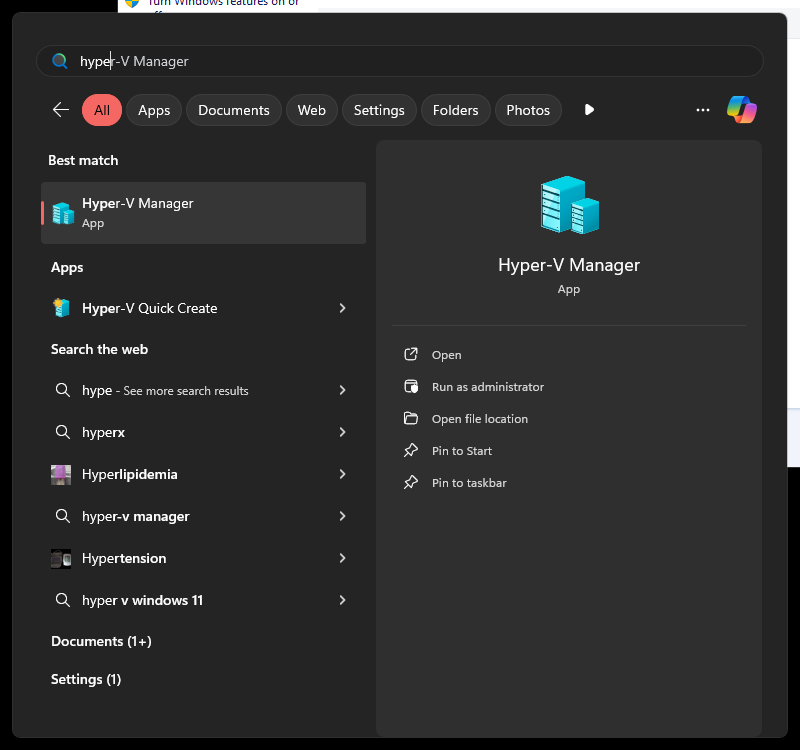 Turn Windows features on or
hyper-V Manager
All
Apps
Documents
Web
Settings
Folders
Photos
Best match
Hyper-V Manager
App
Apps
Hyper-V Quick Create
Search the web
hype - See more search results
hyperx
Hyperlipidemia
hyper-v manager
Hypertension
hyper v windows 11
Documents (1+)
Settings (1)
Hyper-V Manager
App
Open
Run as administrator
Open file location
Pin to Start
Pin to taskbar